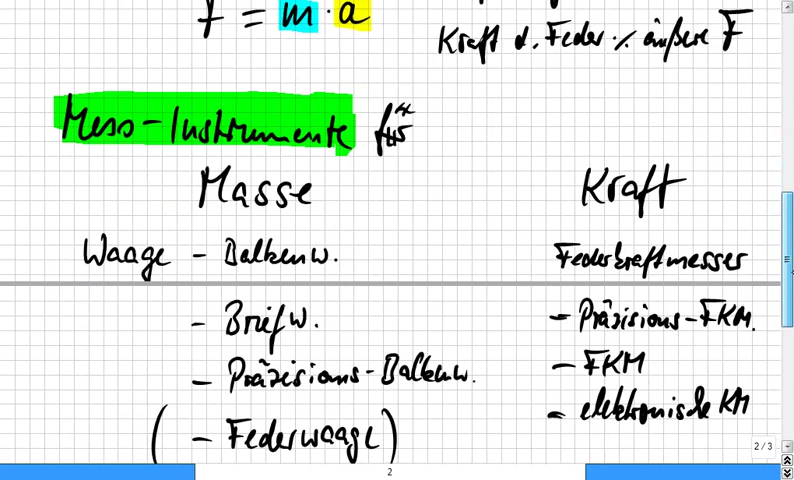 F = m · a
Kraft d. Feder % äußere F
Mess-Instrumente
Masse
Kraft
Waage - Balkenw.
Federkraftmesser
- Briefw.
- Präzisions-FKM.
- Präzisions-Balkenw.
- FKM
- elektronische KM
( - Federwaage )
2/3
2